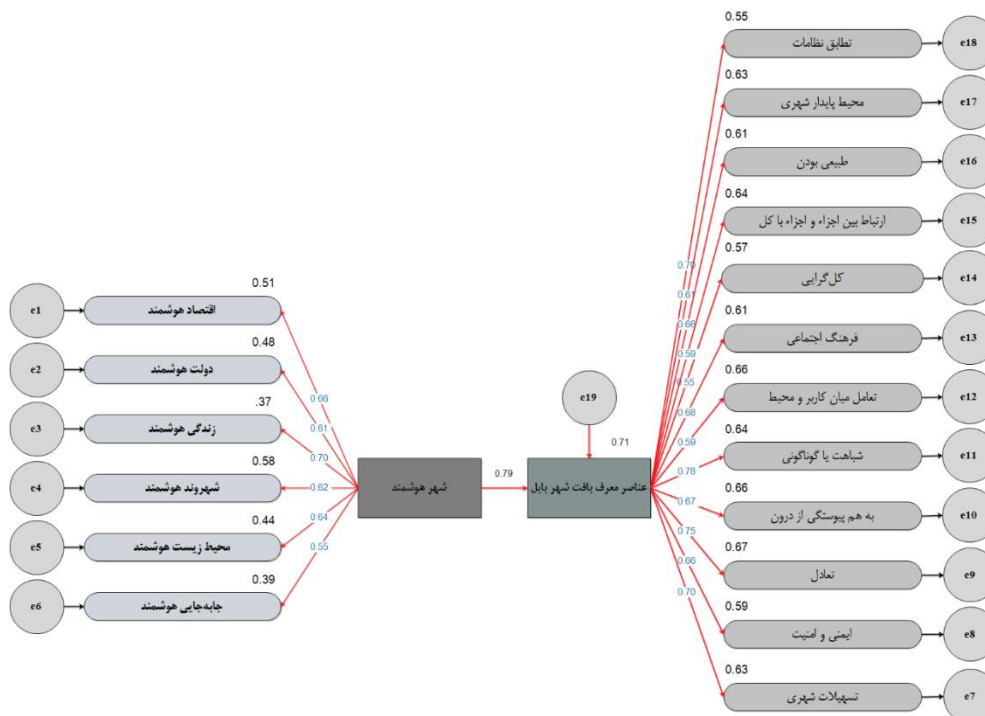 0.55
تطابق نظامات
e18
0.63
محیط پایدار شهری
e17
0.61
طبیعی بودن
e16
0.64
ارتباط بین اجزاء و اجزاء با کل
e15
0.57
کل‌گرایی
e14
0.61
فرهنگ اجتماعی
e13
0.66
تعامل میان کاربر و محیط
e12
0.64
شباهت یا گوناگونی
e11
0.66
به هم پیوستگی از درون
e10
0.67
تعادل
e9
0.59
ایمنی و امنیت
e8
0.63
تسهیلات شهری
e7
0.70
0.61
0.66
0.59
0.55
0.68
0.59
0.78
0.67
0.75
0.66
0.70
e19
0.71
عناصر معرف بافت شهر بابل
0.79
شهر هوشمند
0.66
0.61
0.70
0.62
0.64
0.55
0.51
اقتصاد هوشمند
e1
0.48
دولت هوشمند
e2
.37
زندگی هوشمند
e3
0.58
شهروند هوشمند
e4
0.44
محیط زیست هوشمند
e5
0.39
جابه‌جایی هوشمند
e6